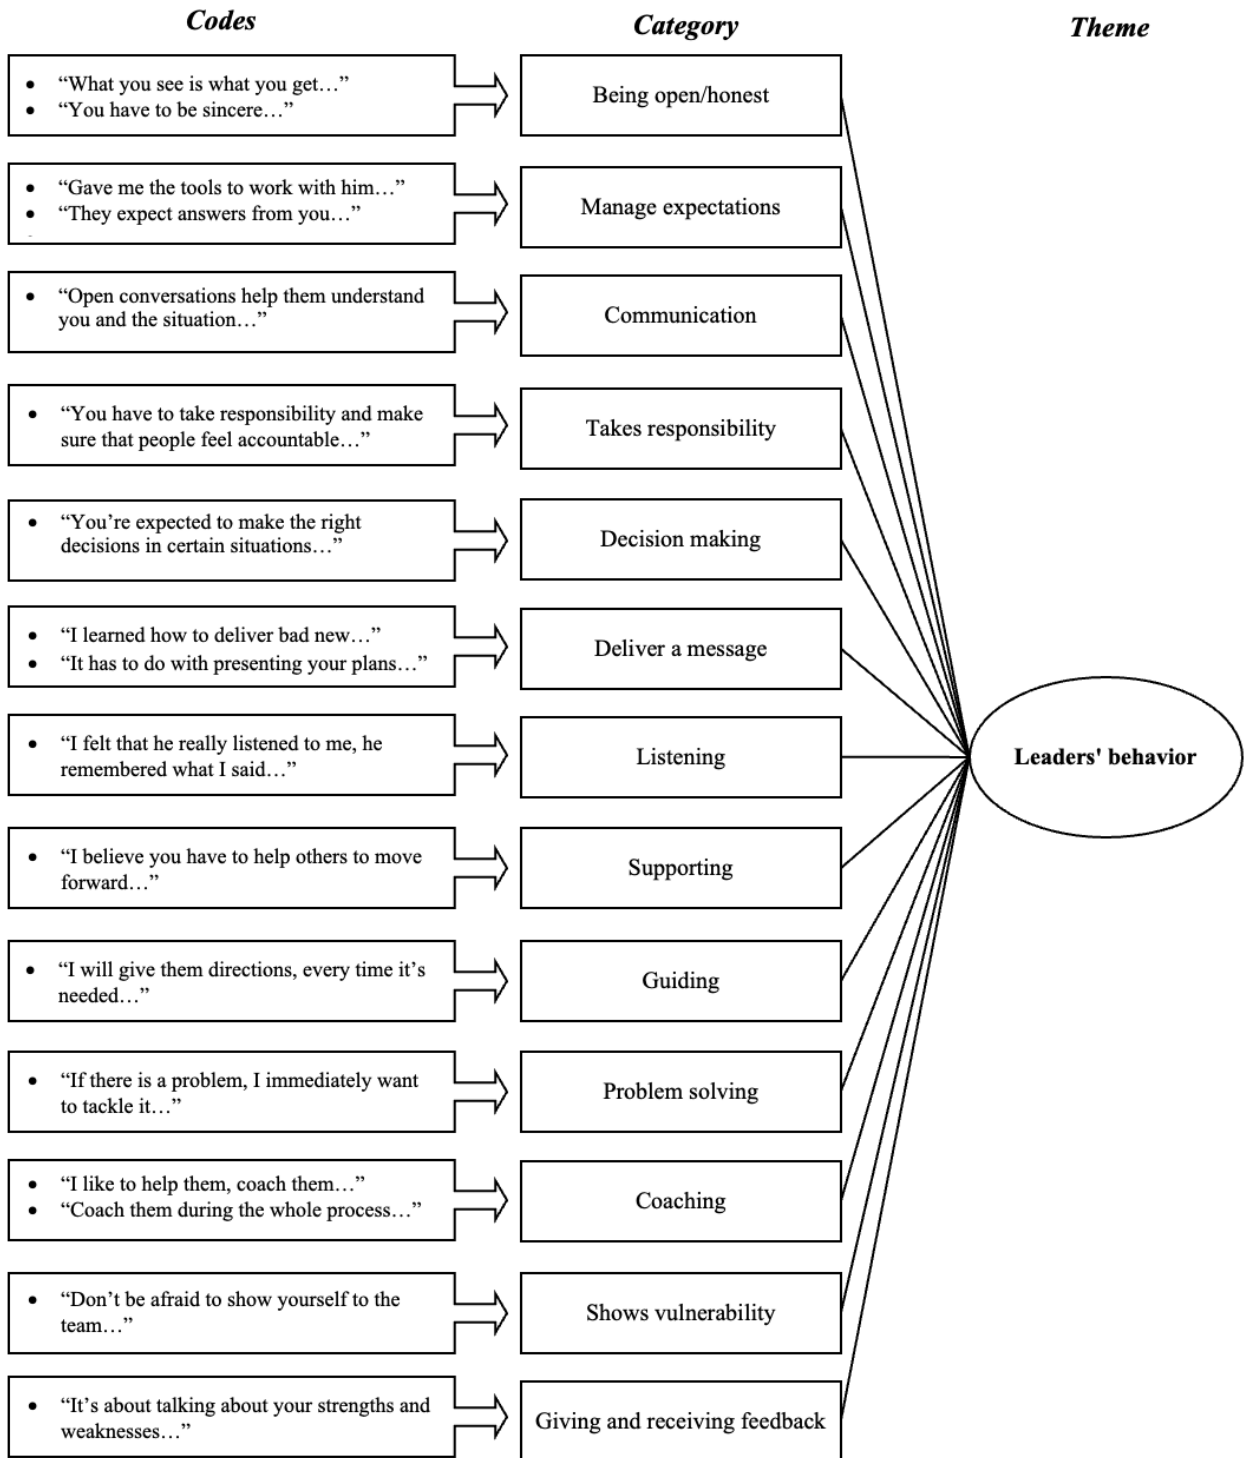 Codes
Category
Theme
• “What you see is what you get…”
• “You have to be sincere…”
Being open/honest
• “Gave me the tools to work with him…”
• “They expect answers from you…”
Manage expectations
• “Open conversations help them understand
you and the situation…”
Communication
• “You have to take responsibility and make
sure that people feel accountable…”
Takes responsibility
• “You’re expected to make the right
decisions in certain situations…”
Decision making
• “I learned how to deliver bad new…”
• “It has to do with presenting your plans…”
Deliver a message
• “I felt that he really listened to me, he
remembered what I said…”
Listening
Leaders' behavior
• “I believe you have to help others to move
forward…”
Supporting
• “I will give them directions, every time it’s
needed…”
Guiding
• “If there is a problem, I immediately want
to tackle it…”
Problem solving
• “I like to help them, coach them…”
• “Coach them during the whole process…”
Coaching
• “Don’t be afraid to show yourself to the
team…”
Shows vulnerability
• “It’s about talking about your strengths and
weaknesses…”
Giving and receiving feedback